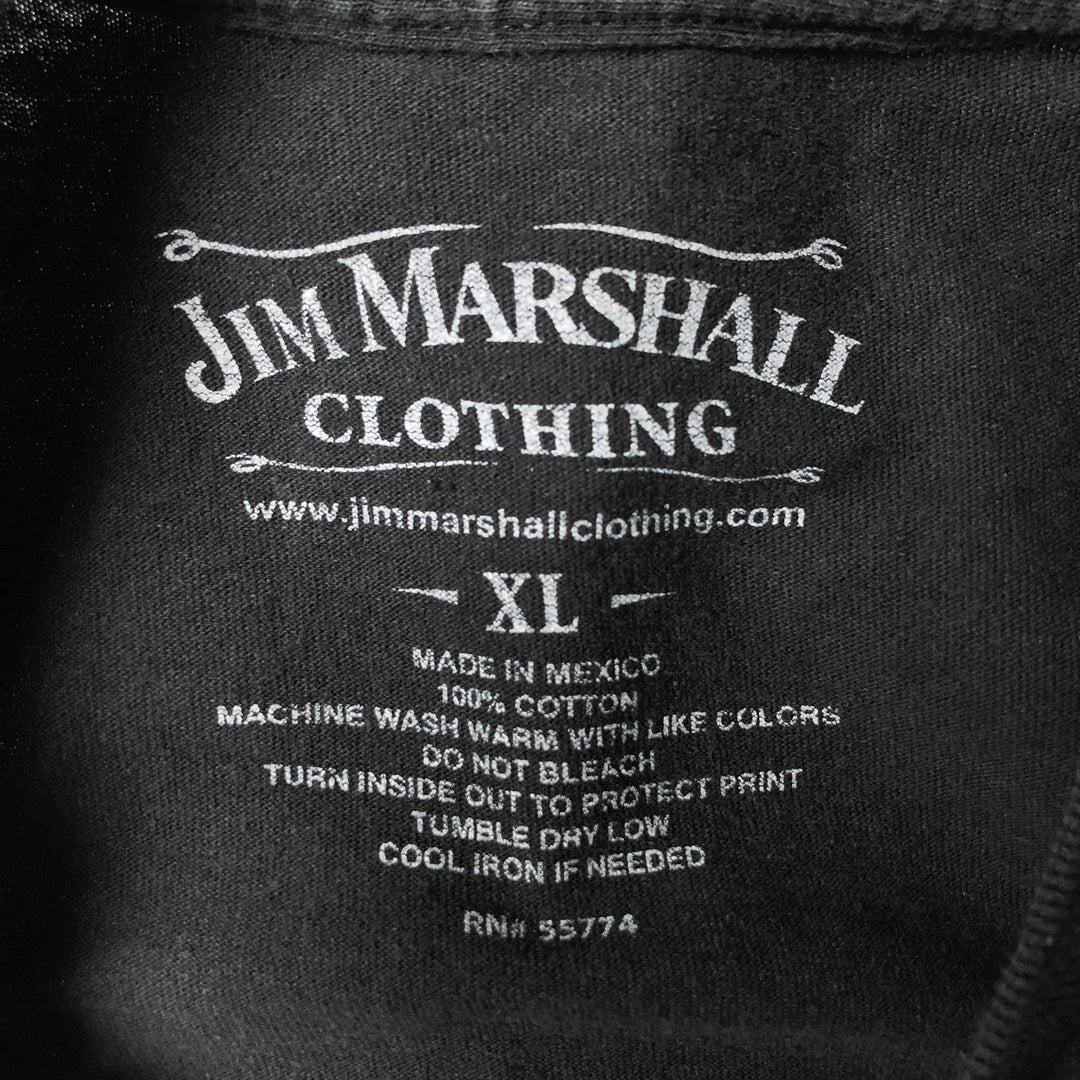 JIM MARSHALL
CLOTHING
www.jimmarshallclothing.com
XL
MADE IN MEXICO
100% COTTON
MACHINE WASH WARM WITH LIKE COLORS
DO NOT BLEACH
TURN INSIDE OUT TO PROTECT PRINT
TUMBLE DRY LOW
COOL IRON IF NEEDED
RN# 55774